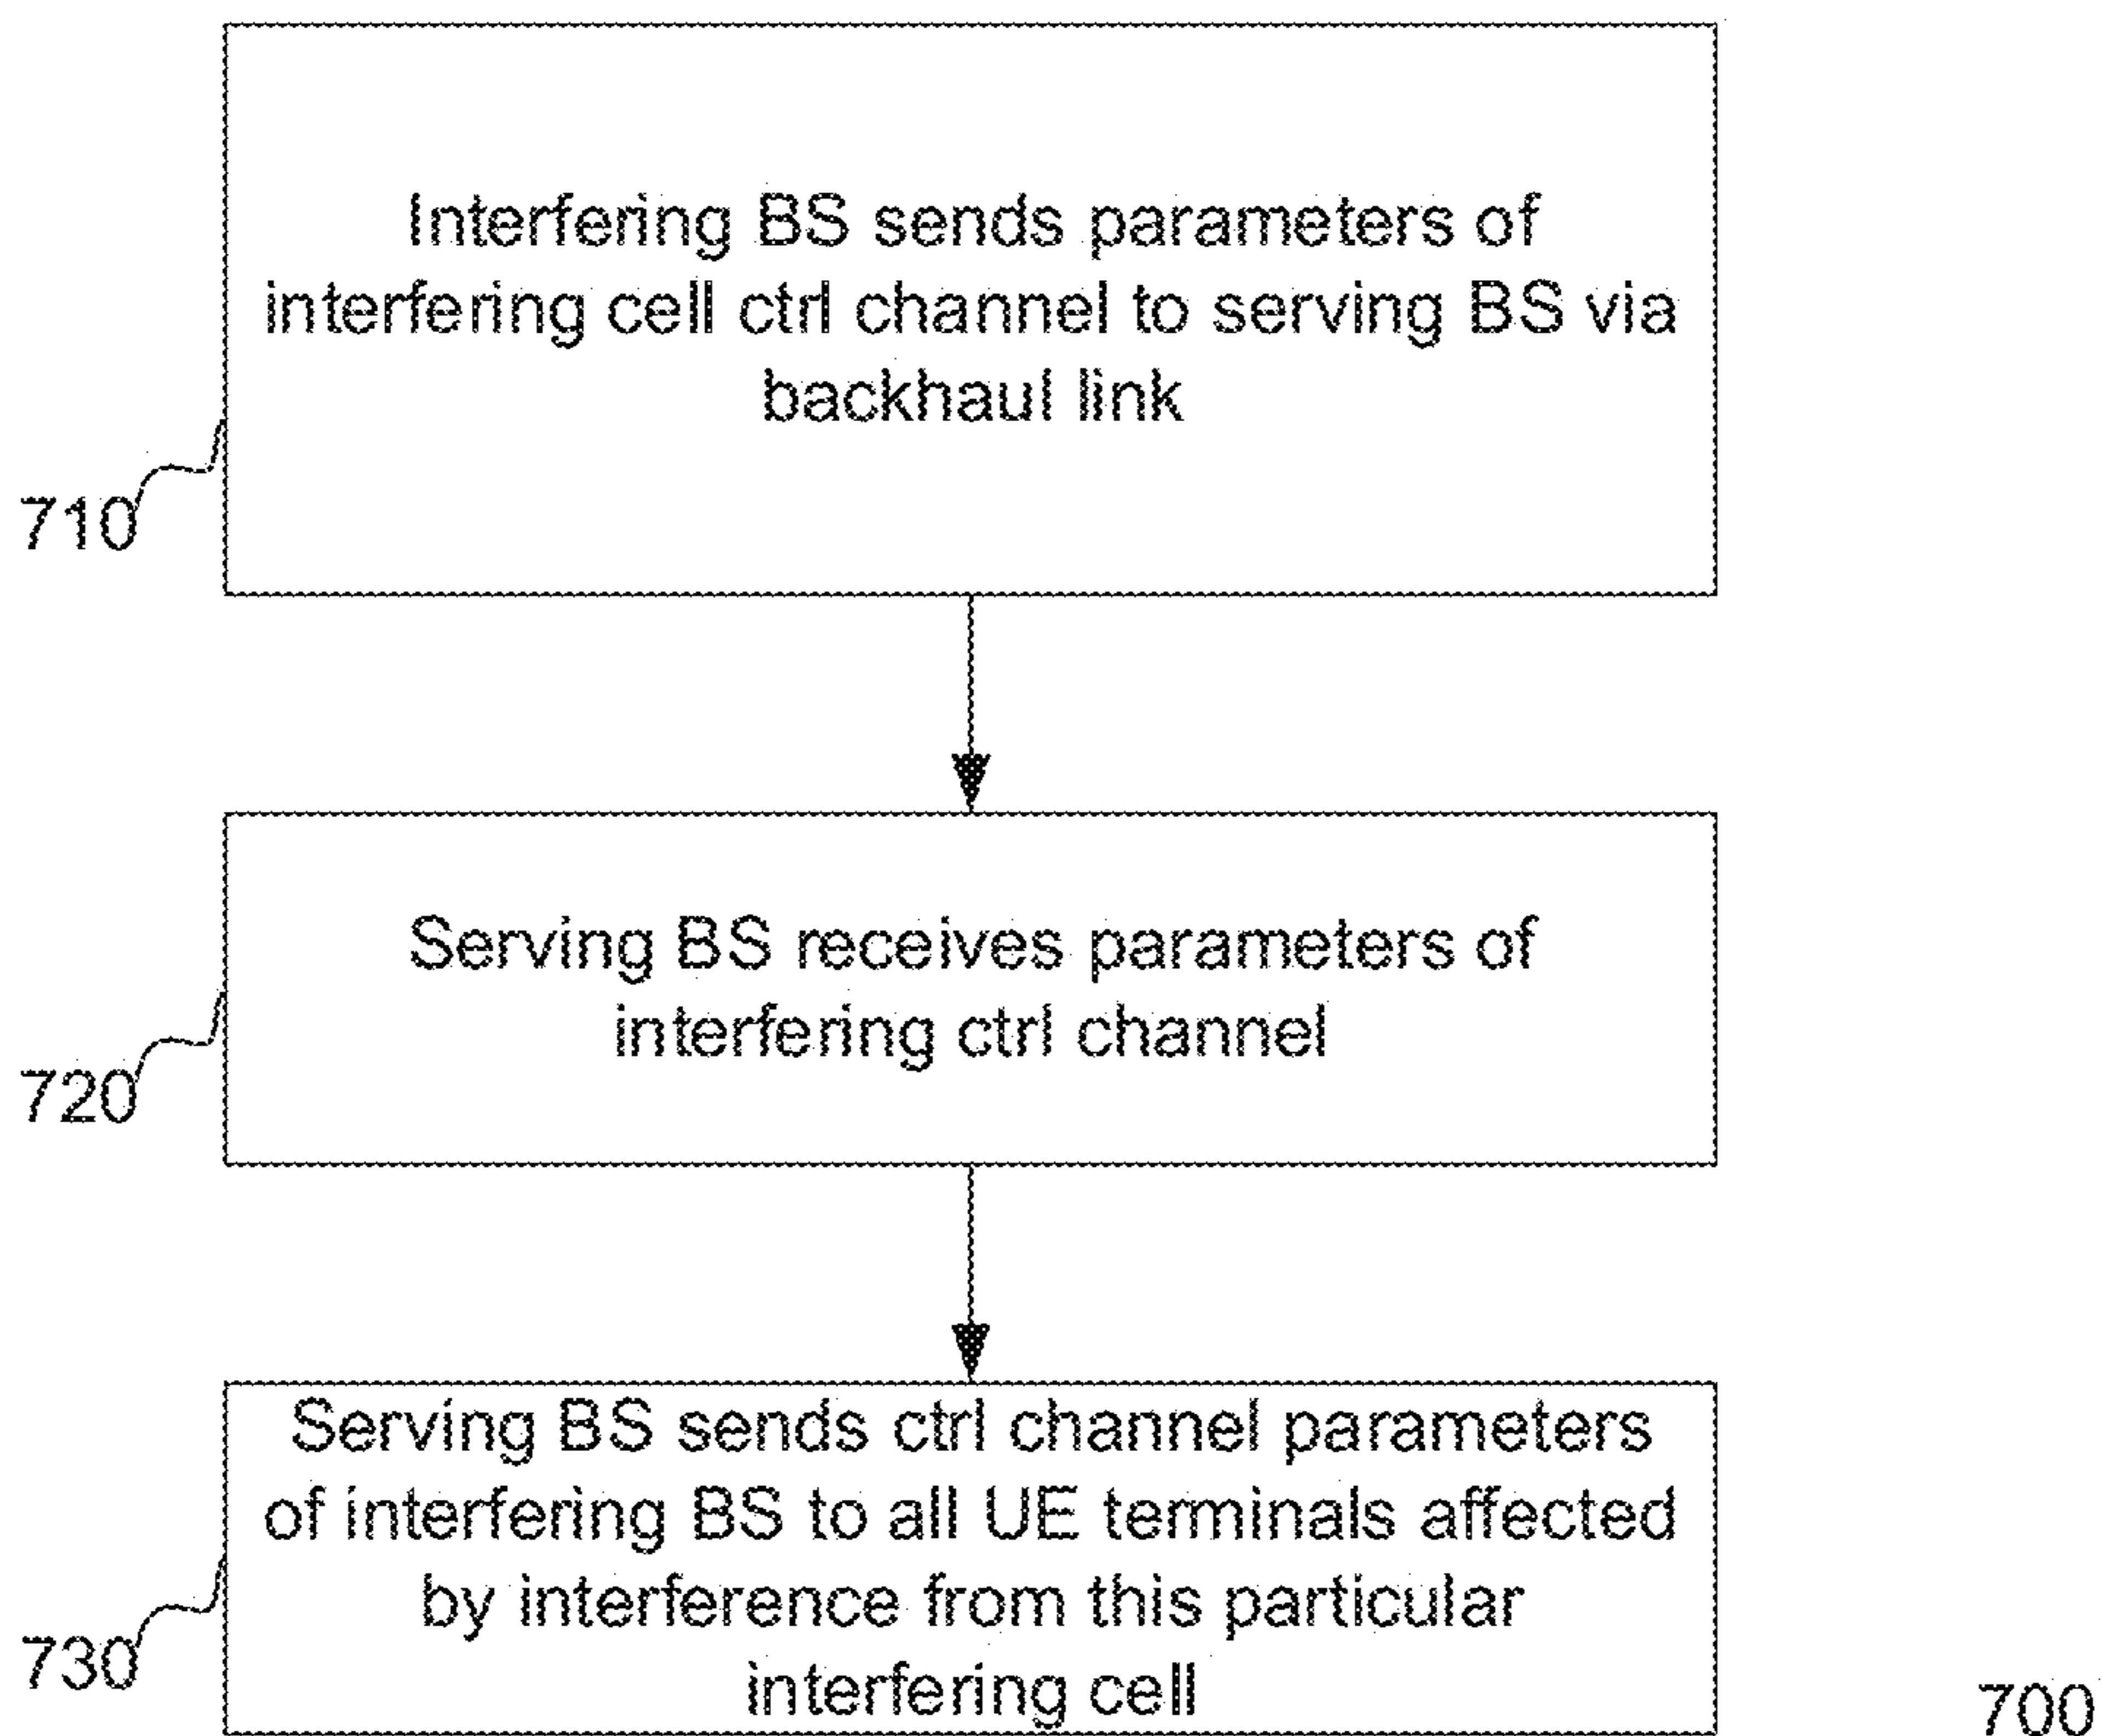 Interfering BS sends parameters of
interfering cell ctrl channel to serving BS via
backhaul link
710
Serving BS receives parameters of
interfering ctrl channel
720
Serving BS sends ctrl channel parameters
of interfering BS to all UE terminals affected
by interference from this particular
interfering cell
730
700